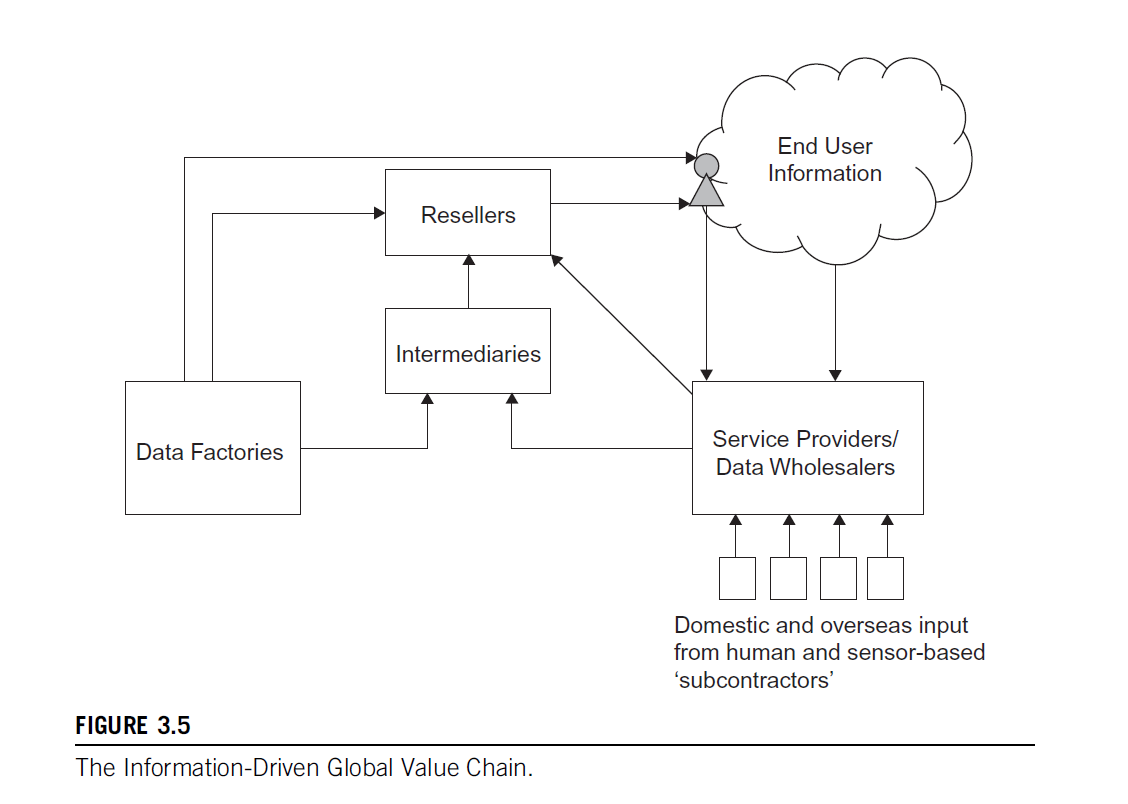 End User
Information
Resellers
Intermediaries
Data Factories
Service Providers/
Data Wholesalers
Domestic and overseas input
from human and sensor-based
‘subcontractors’
FIGURE 3.5
The Information-Driven Global Value Chain.